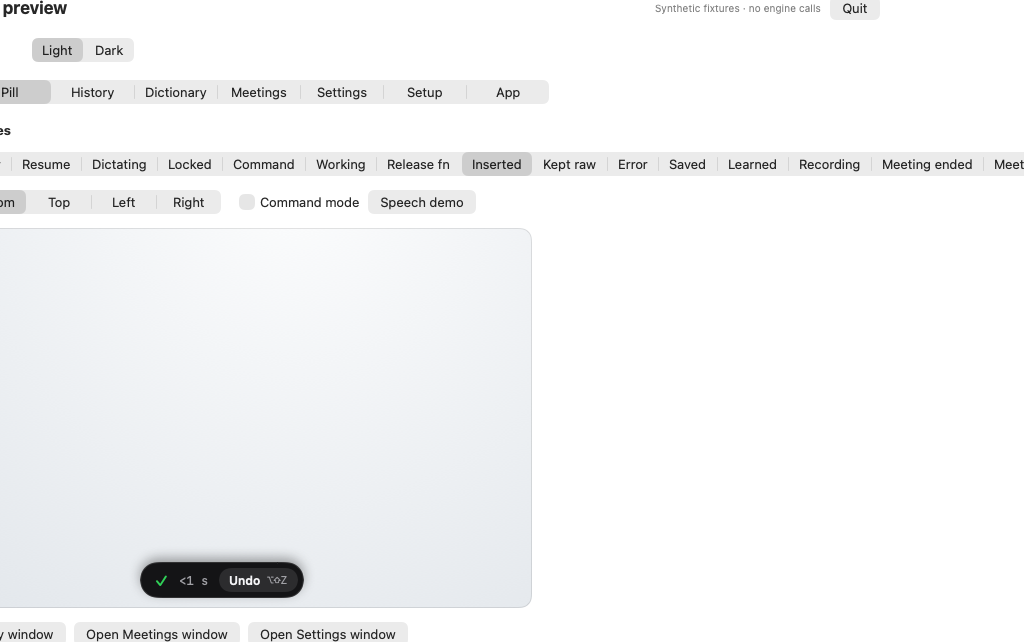 preview
Synthetic fixtures · no engine calls Quit
Light Dark
Pill History Dictionary Meetings Settings Setup App
es
Resume Dictating Locked Command Working Release fn Inserted Kept raw Error Saved Learned Recording Meeting ended Meet
om Top Left Right Command mode Speech demo
<1 s Undo ⌥⇧Z
y window Open Meetings window Open Settings window